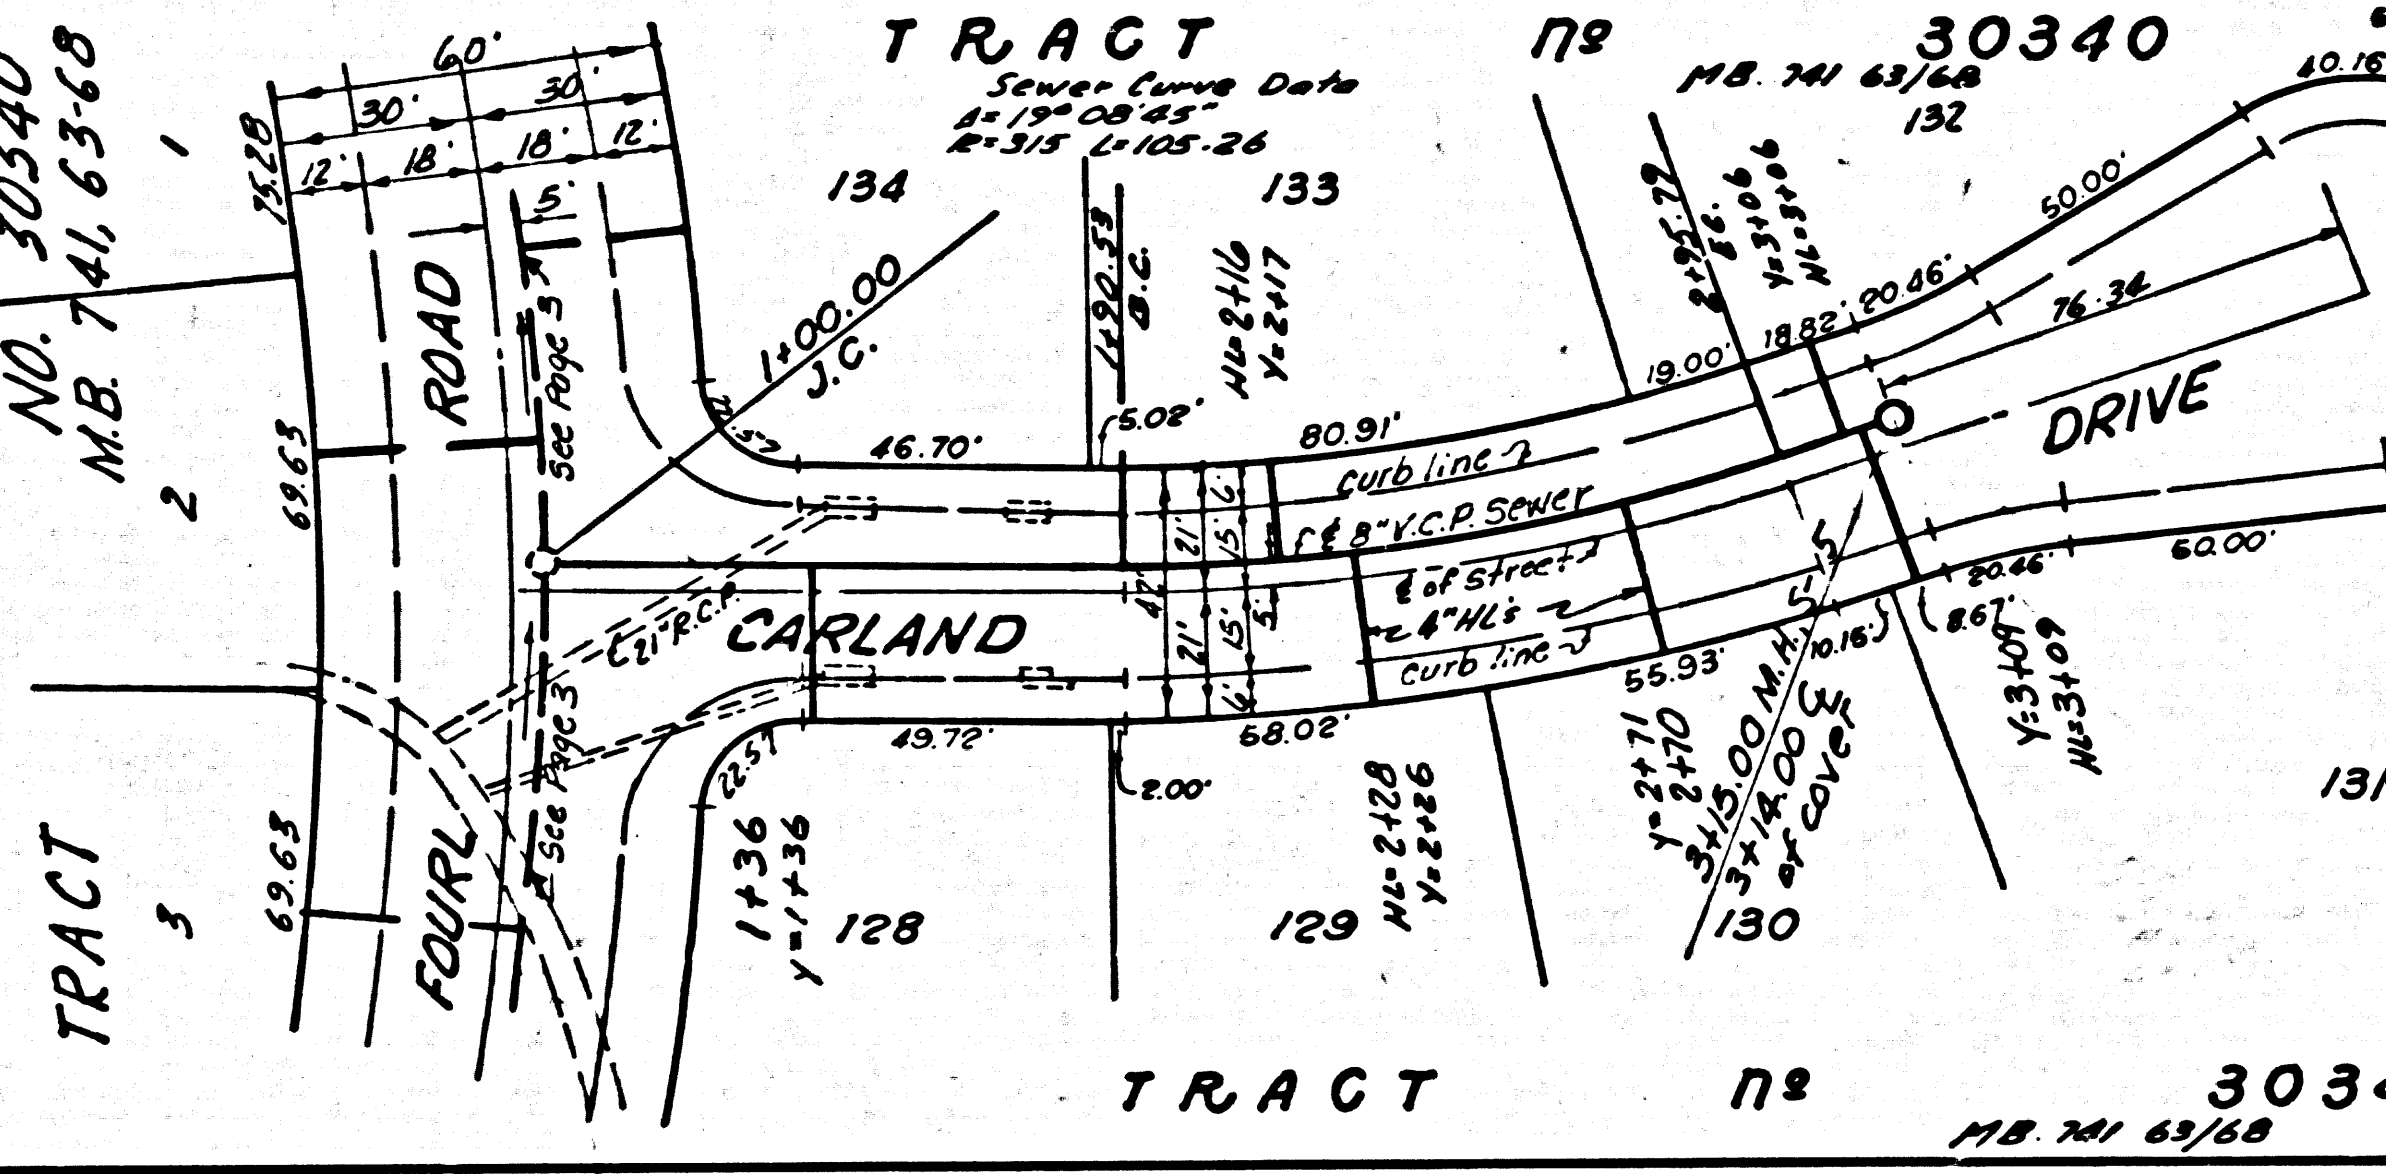 TRACT No 30340
MB. 741 63/68
Sewer Curve Data
Δ= 19° 08' 45"
R=315 L=105.26
NO. 30340
M.B. 741, 63-68
TRACT
1
2
3
60'
30'
30'
12'
18'
18'
12'
5'
75.28
69.63
69.63
ROAD
FOURL
See Page 3
See Page 3
134
133
132
1+00.00
J.C.
1+90.53
B.C.
HL=2+16
Y=2+17
2+95.79
E.C.
Y=3+06
HL=3+06
46.70'
5.02'
80.91'
19.00'
18.82'
20.46'
50.00'
40.16
76.34
curb line
℄ 8" V.C.P. Sewer
℄ of Street
4" HL's
curb line
CARLAND DRIVE
℄ 21" R.C.P.
42'
21'
21'
6'
15'
15'
6'
5'
5'
5
22.57
49.72'
2.00'
58.02'
55.93'
10.16'
8.67'
20.46'
50.00'
1+36
Y=1+36
HL=2+28
Y=2+26
Y=2+71
2+70
3+15.00 M.H.
3+14.00 ℄
of cover
Y=3+09
HL=3+09
128
129
130
131
TRACT No 3034
MB. 741 63/68